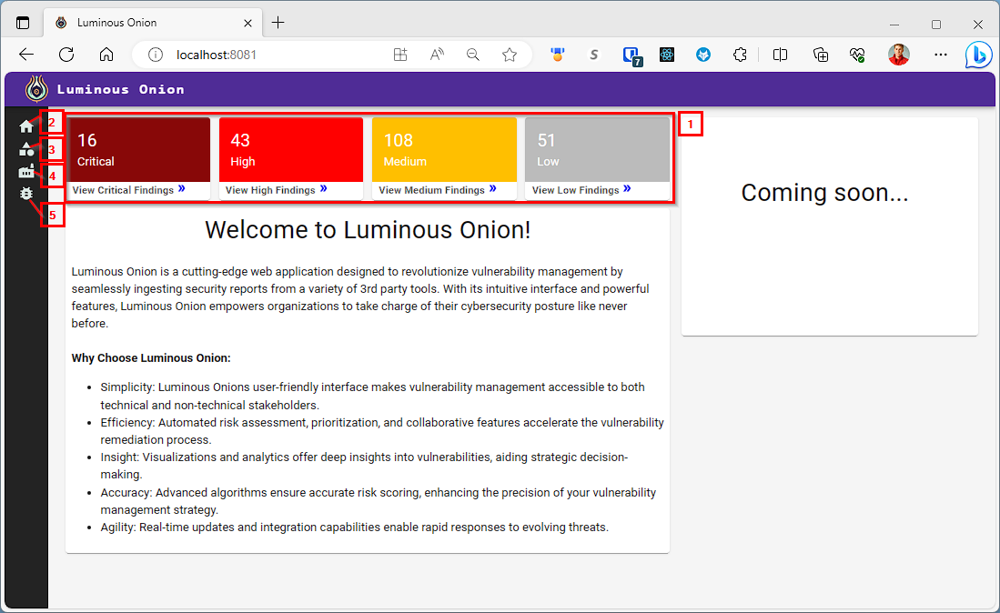 Luminous Onion
localhost:8081
7
Luminous Onion
1
2
3
4
5
16
Critical
View Critical Findings »
43
High
View High Findings »
108
Medium
View Medium Findings »
51
Low
View Low Findings »
Welcome to Luminous Onion!
Luminous Onion is a cutting-edge web application designed to revolutionize vulnerability management by
seamlessly ingesting security reports from a variety of 3rd party tools. With its intuitive interface and powerful
features, Luminous Onion empowers organizations to take charge of their cybersecurity posture like never
before.
Why Choose Luminous Onion:
• Simplicity: Luminous Onions user-friendly interface makes vulnerability management accessible to both
technical and non-technical stakeholders.
• Efficiency: Automated risk assessment, prioritization, and collaborative features accelerate the vulnerability
remediation process.
• Insight: Visualizations and analytics offer deep insights into vulnerabilities, aiding strategic decision-
making.
• Accuracy: Advanced algorithms ensure accurate risk scoring, enhancing the precision of your vulnerability
management strategy.
• Agility: Real-time updates and integration capabilities enable rapid responses to evolving threats.
Coming soon...